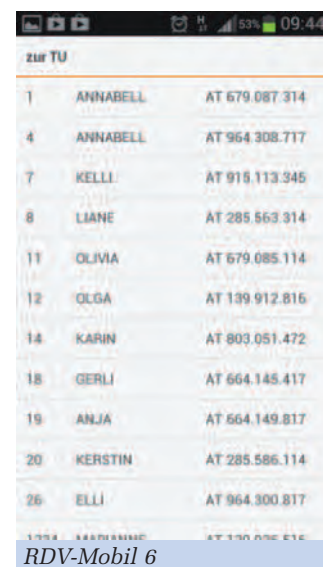 H 53% 09:44
zur TU
1 ANNABELL AT 679.087.314
4 ANNABELL AT 964.308.717
7 KELLI AT 915.113.345
8 LIANE AT 285.563.314
11 OLIVIA AT 679.085.114
12 OLGA AT 139.912.816
14 KARIN AT 803.051.472
18 GERLI AT 664.145.417
19 ANJA AT 664.149.817
20 KERSTIN AT 285.586.114
26 ELLI AT 964.300.817
1234 MARIANNE
RDV-Mobil 6